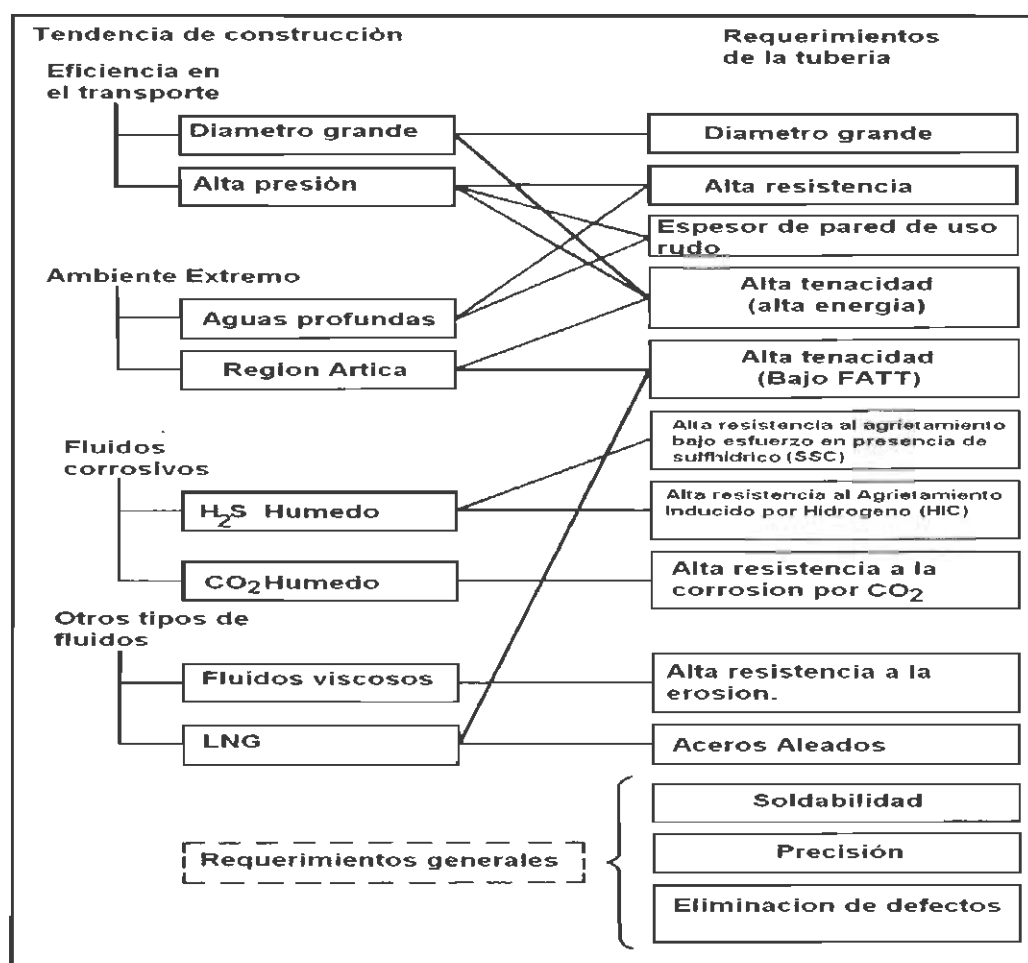 Tendencia de construcciòn
Requerimientos
de la tuberia
Eficiencia en
el transporte
Diametro grande
Diametro grande
Alta presiòn
Alta resistencia
Espesor de pared de uso
rudo
Ambiente Extremo
Alta tenacidad
(alta energia)
Aguas profundas
Region Artica
Alta tenacidad
(Bajo FATT)
Alta resistencia al agrietamiento
bajo esfuerzo en presencia de
sulfhídrico (SSC)
Fluidos
corrosivos
H2S Humedo
Alta resistencia al Agrietamiento
Inducido por Hidrogeno (HIC)
CO2 Humedo
Alta resistencia a la
corrosion por CO2
Otros tipos de
fluidos
Fluidos viscosos
Alta resistencia a la
erosion.
LNG
Aceros Aleados
Requerimientos generales
Soldabilidad
Precisión
Eliminacion de defectos